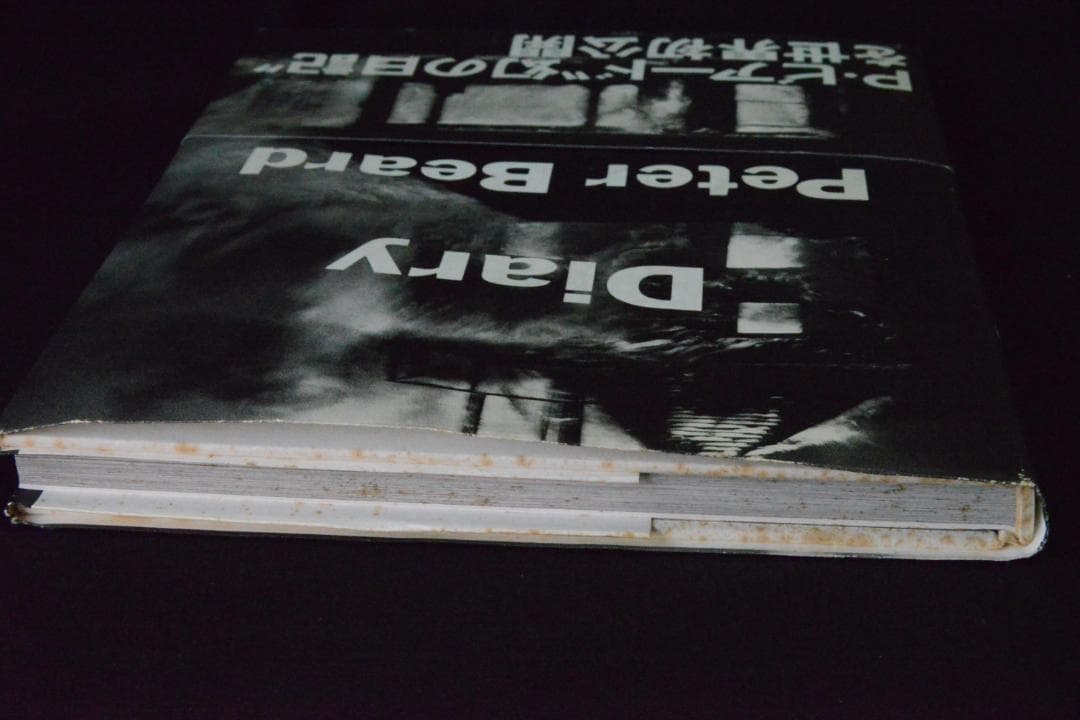 Diary
Peter Beard
P・ビアード〝幻の日記〟
を世界初公開